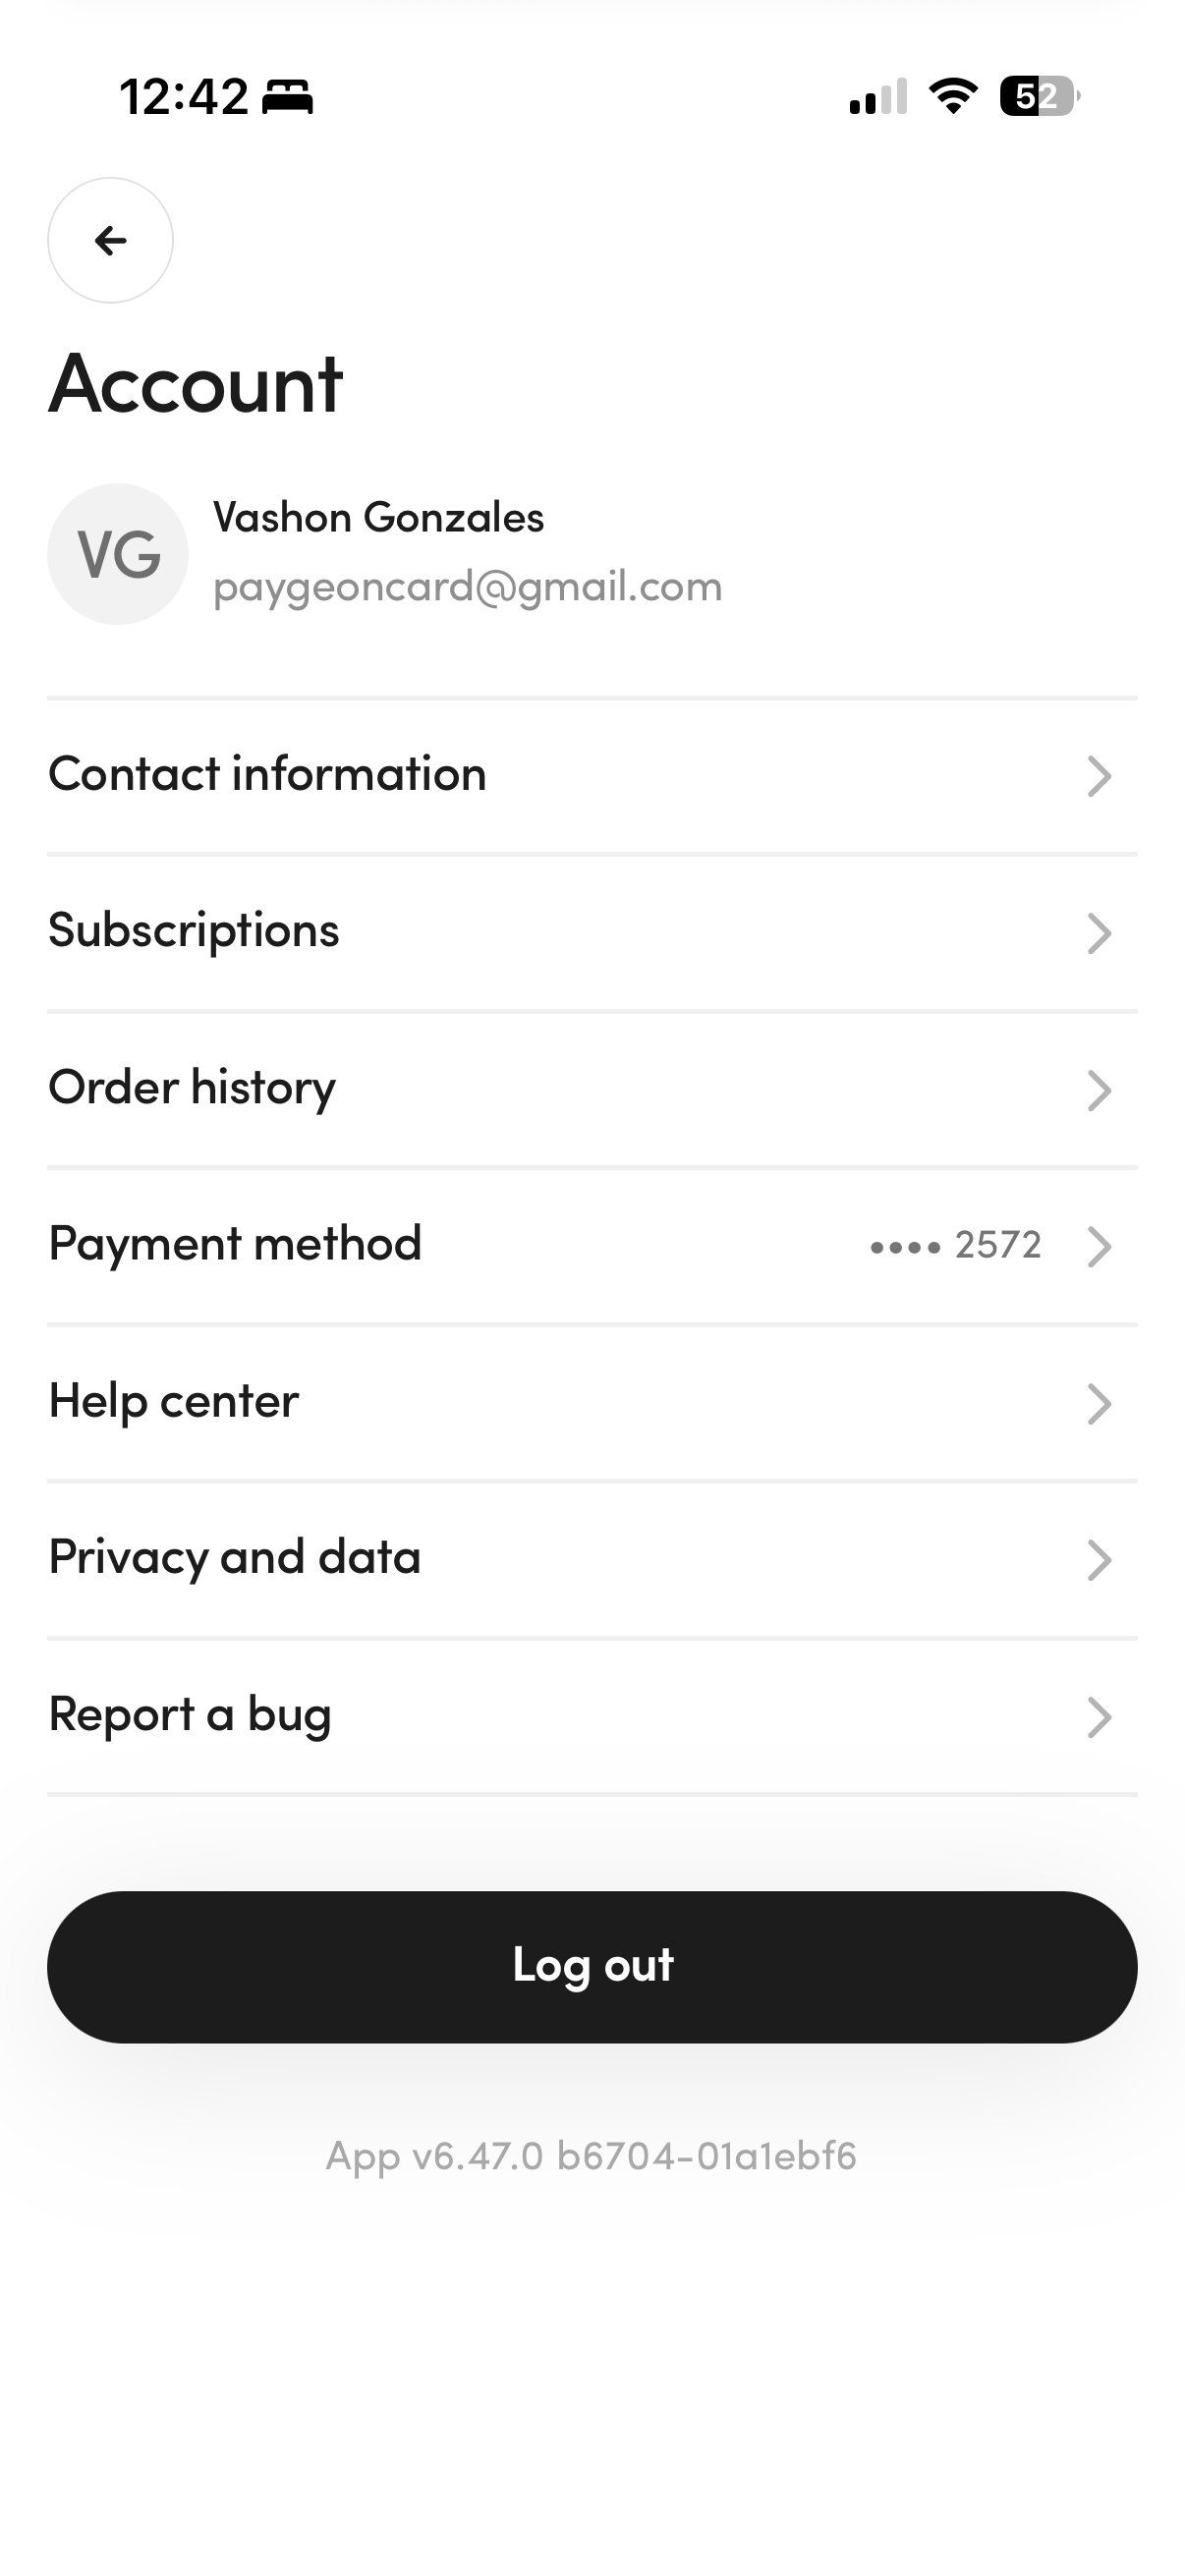 12:42
52
Account
VG
Vashon Gonzales
paygeoncard@gmail.com
Contact information
Subscriptions
Order history
Payment method •••• 2572
Help center
Privacy and data
Report a bug
Log out
App v6.47.0 b6704-01a1ebf6